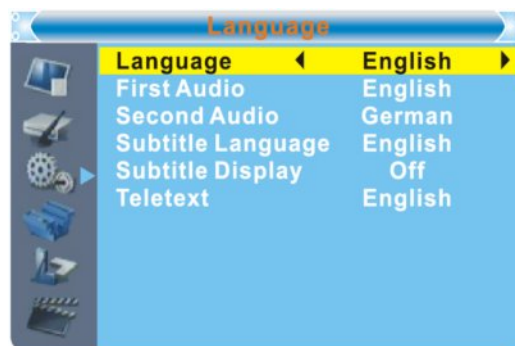 Language
Language English
First Audio English
Second Audio German
Subtitle Language English
Subtitle Display Off
Teletext English